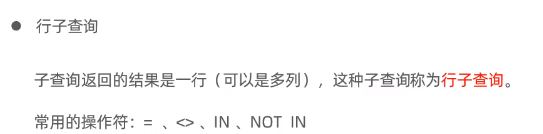 ● 行子查询
子查询返回的结果是一行（可以是多列），这种子查询称为行子查询。
常用的操作符：= 、<> 、IN 、NOT IN